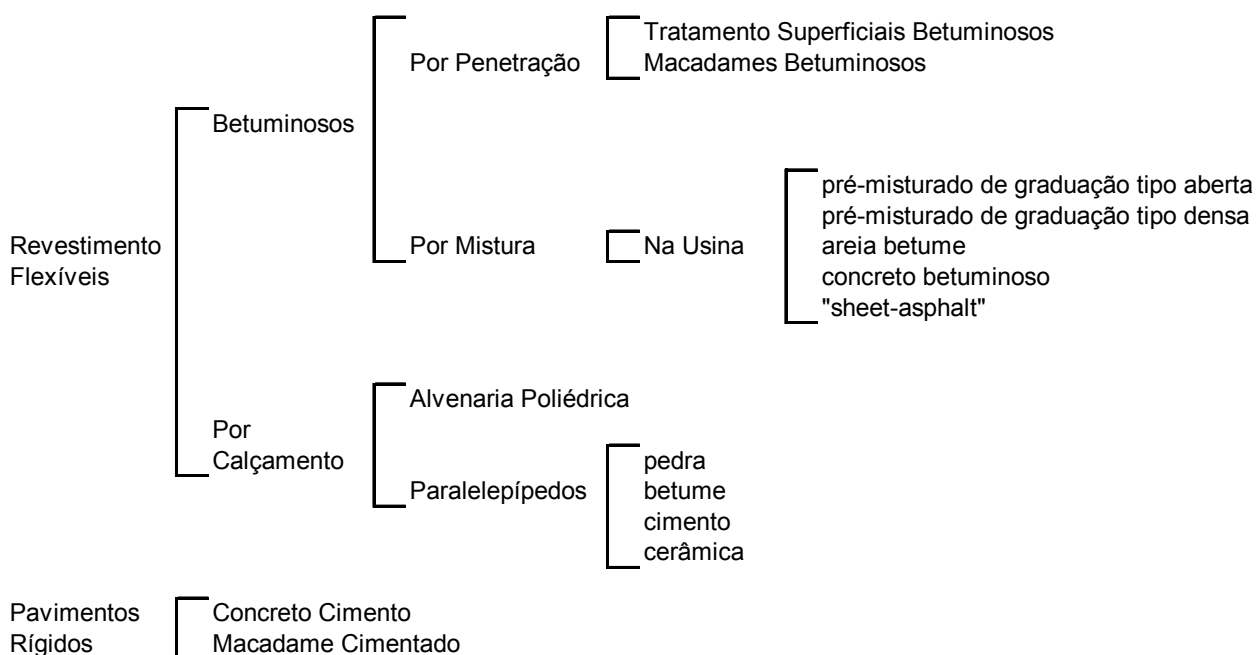 Tratamento Superficiais Betuminosos
Por Penetração
Macadames Betuminosos
Betuminosos
pré-misturado de graduação tipo aberta
pré-misturado de graduação tipo densa
Revestimento
Flexíveis
Por Mistura
Na Usina
areia betume
concreto betuminoso
"sheet-asphalt"
Alvenaria Poliédrica
Por
Calçamento
Paralelepípedos
pedra
betume
cimento
cerâmica
Pavimentos
Rígidos
Concreto Cimento
Macadame Cimentado